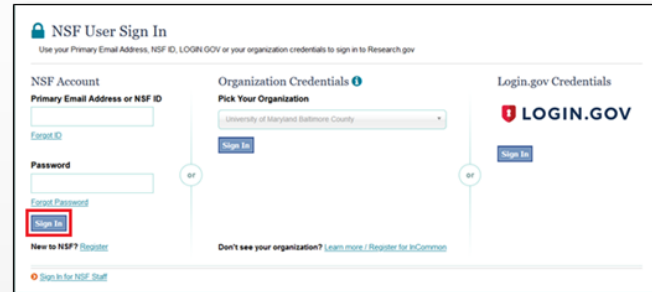 NSF User Sign In
Use your Primary Email Address, NSF ID, LOGIN.GOV or your organization credentials to sign in to Research.gov
NSF Account
Primary Email Address or NSF ID
Forgot ID
Password
Forgot Password
Sign In
New to NSF? Register
Sign In for NSF Staff
or
Organization Credentials
Pick Your Organization
University of Maryland Baltimore County
Sign In
Don't see your organization? Learn more / Register for InCommon
or
Login.gov Credentials
LOGIN.GOV
Sign In